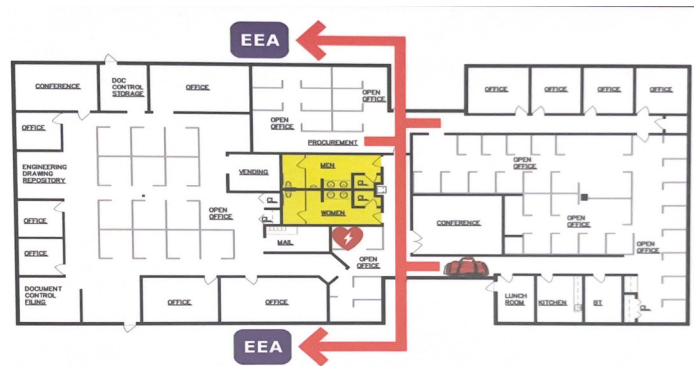 EEA
CONFERENCE
DOC
CONTROL
STORAGE
OFFICE
OPEN
OFFICE
OPEN
OFFICE
PROCUREMENT
OFFICE
OFFICE
OFFICE
OFFICE
OFFICE
ENGINEERING
DRAWING
REPOSITORY
VENDING
MEN
WOMEN
OPEN
OFFICE
OPEN
OFFICE
OFFICE
OFFICE
OPEN
OFFICE
MAIL
CONFERENCE
OPEN
OFFICE
OPEN
OFFICE
DOCUMENT
CONTROL
FILING
OFFICE
OFFICE
LUNCH
ROOM
KITCHEN
EEA